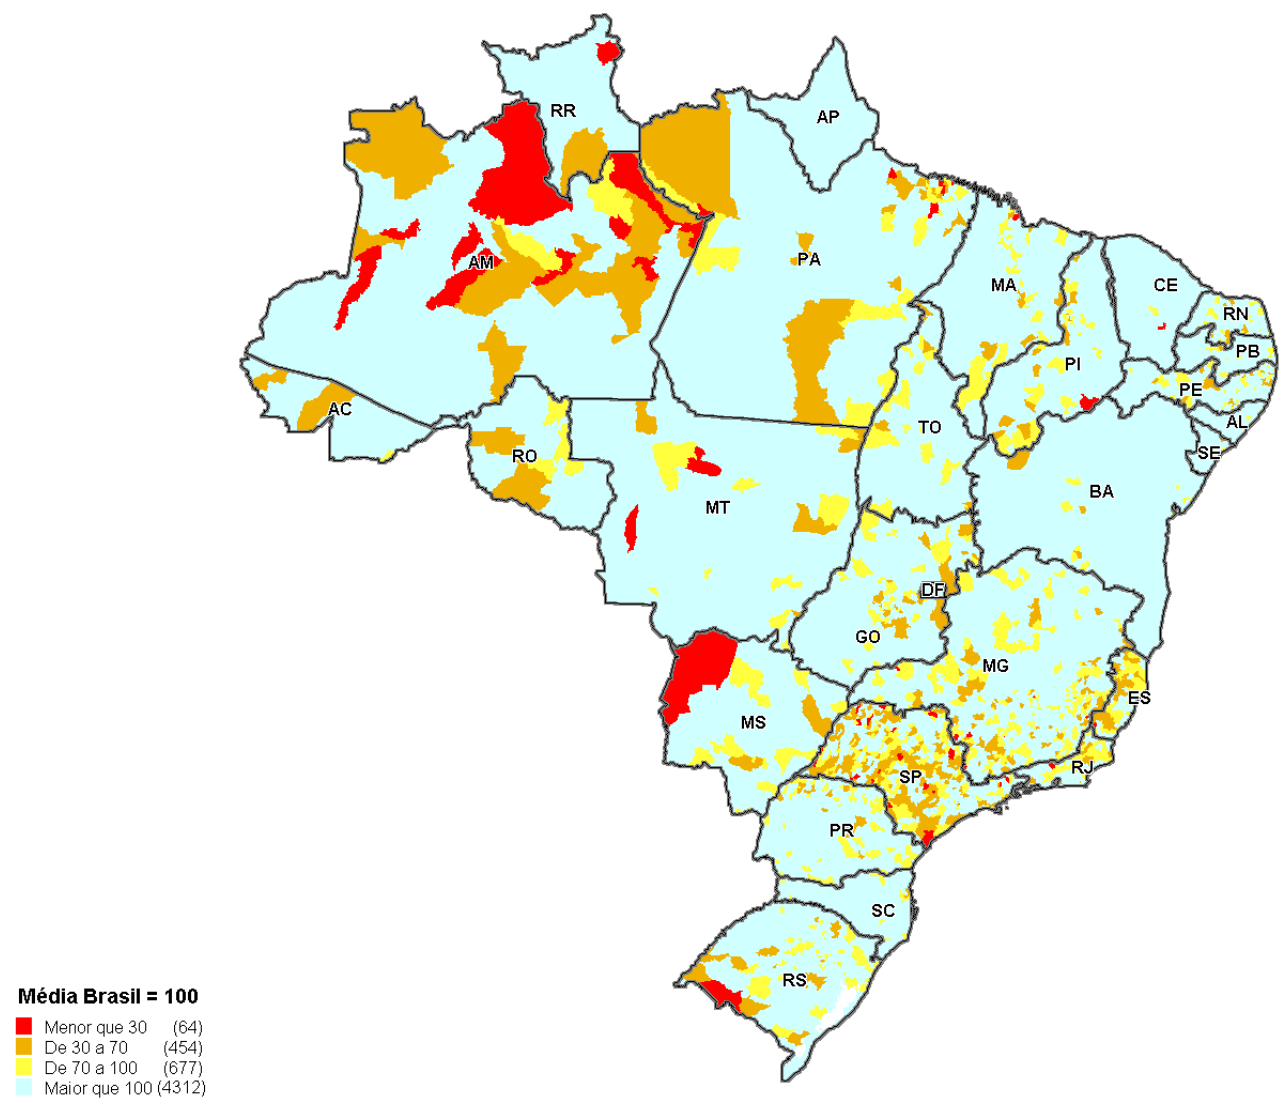 RR
AP
AM
PA
MA
CE
RN
PB
PI
PE
AC
AL
TO
SE
RO
BA
MT
DF
GO
MG
ES
MS
RJ
SP
PR
SC
RS
Média Brasil = 100
Menor que 30 (64)
De 30 a 70 (454)
De 70 a 100 (677)
Maior que 100 (4312)